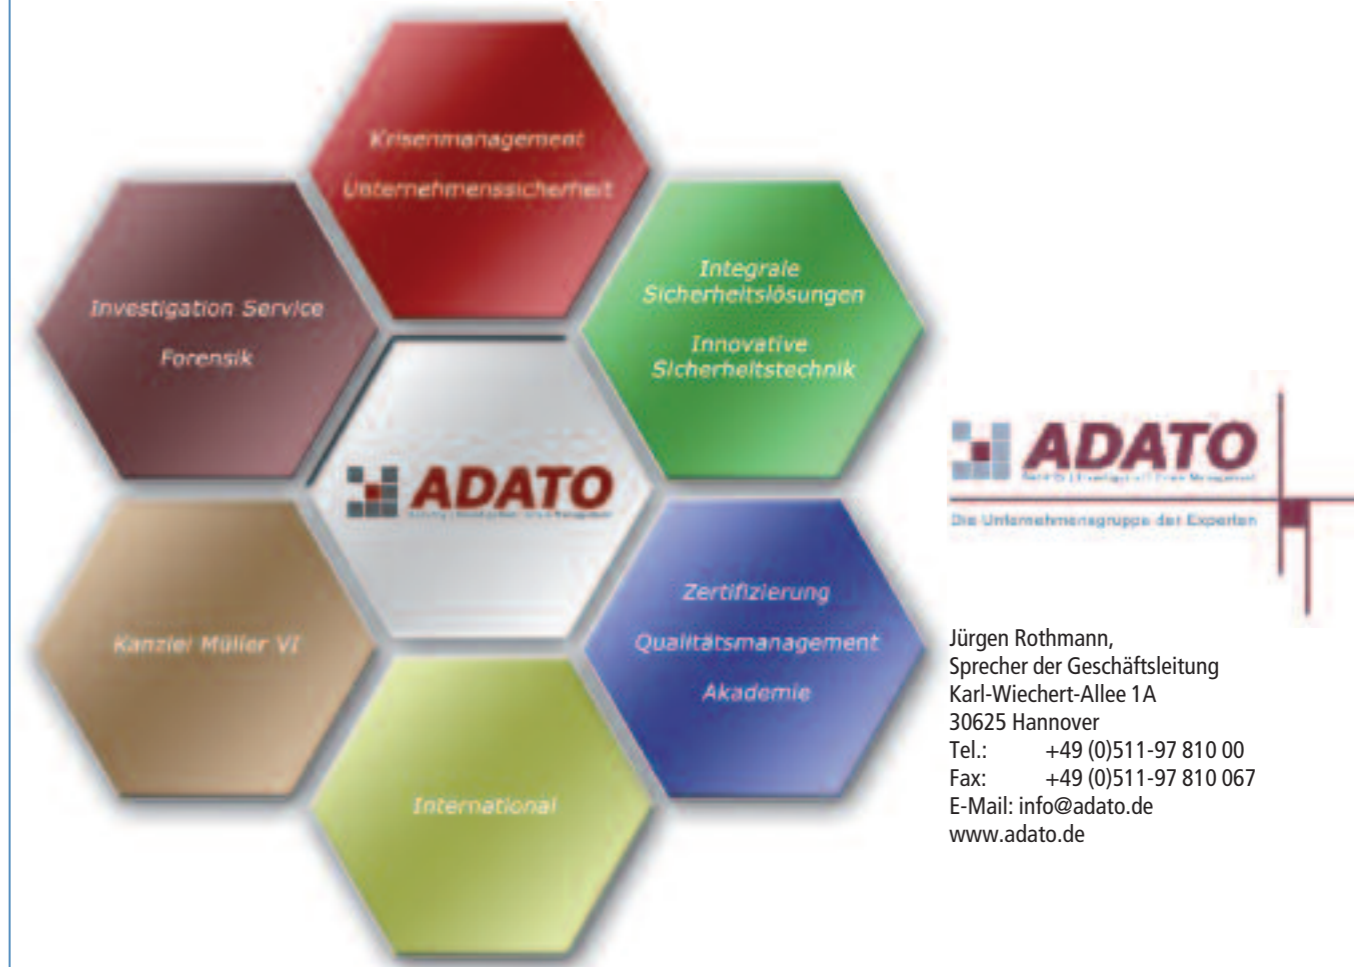 Krisenmanagement
Unternehmenssicherheit
Investigation Service
Forensik
Integrale
Sicherheitslösungen
Innovative
Sicherheitstechnik
ADATO
Kanzlei Müller VI
Zertifizierung
Qualitätsmanagement
Akademie
International
ADATO
Management
Die Unternehmensgruppe der Experten
Jürgen Rothmann,
Sprecher der Geschäftsleitung
Karl-Wiechert-Allee 1A
30625 Hannover
Tel.: +49 (0)511-97 810 00
Fax: +49 (0)511-97 810 067
E-Mail: info@adato.de
www.adato.de